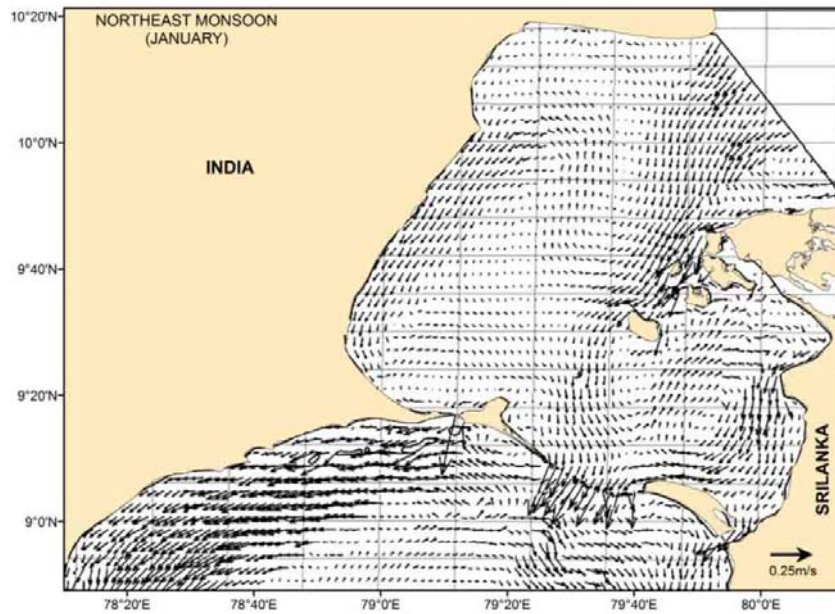 10°20'N
NORTHEAST MONSOON
(JANUARY)
10°0'N
INDIA
9°40'N
9°20'N
SRILANKA
9°0'N
0.25m/s
78°20'E
78°40'E
79°0'E
79°20'E
79°40'E
80°0'E